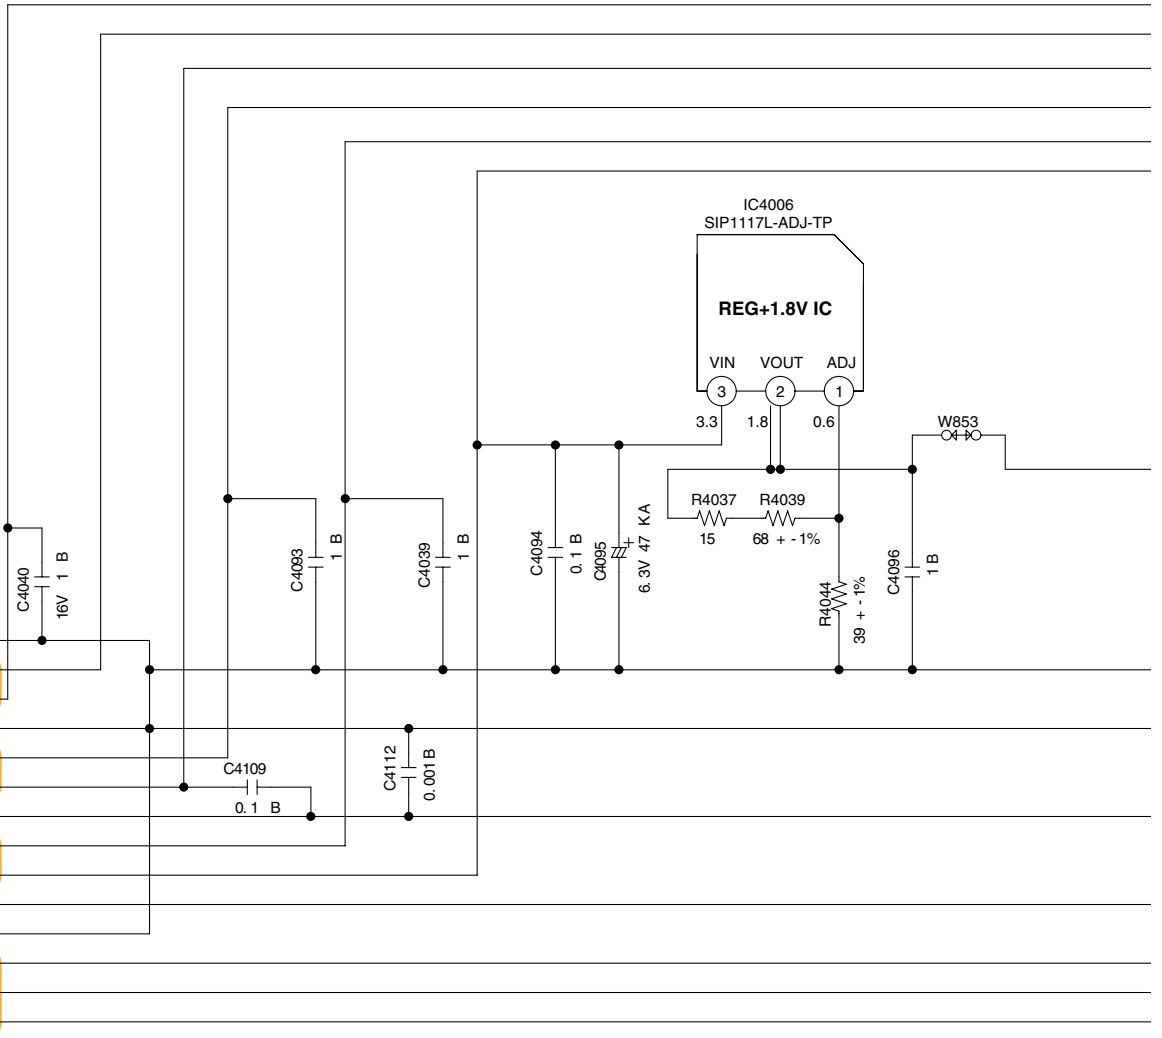 IC4006
SIP1117L-ADJ-TP
REG+1.8V IC
VIN VOUT ADJ
3 2 1
3.3 1.8 0.6
W853
R4037 R4039
15 68 + - 1%
C4040
16V 1 B
C4093
1 B
C4039
1 B
C4094
0. 1 B
C4095
6. 3V 47 KA
R4044
39 + - 1%
C4096
1 B
C4109
0. 1 B
C4112
0. 001 B